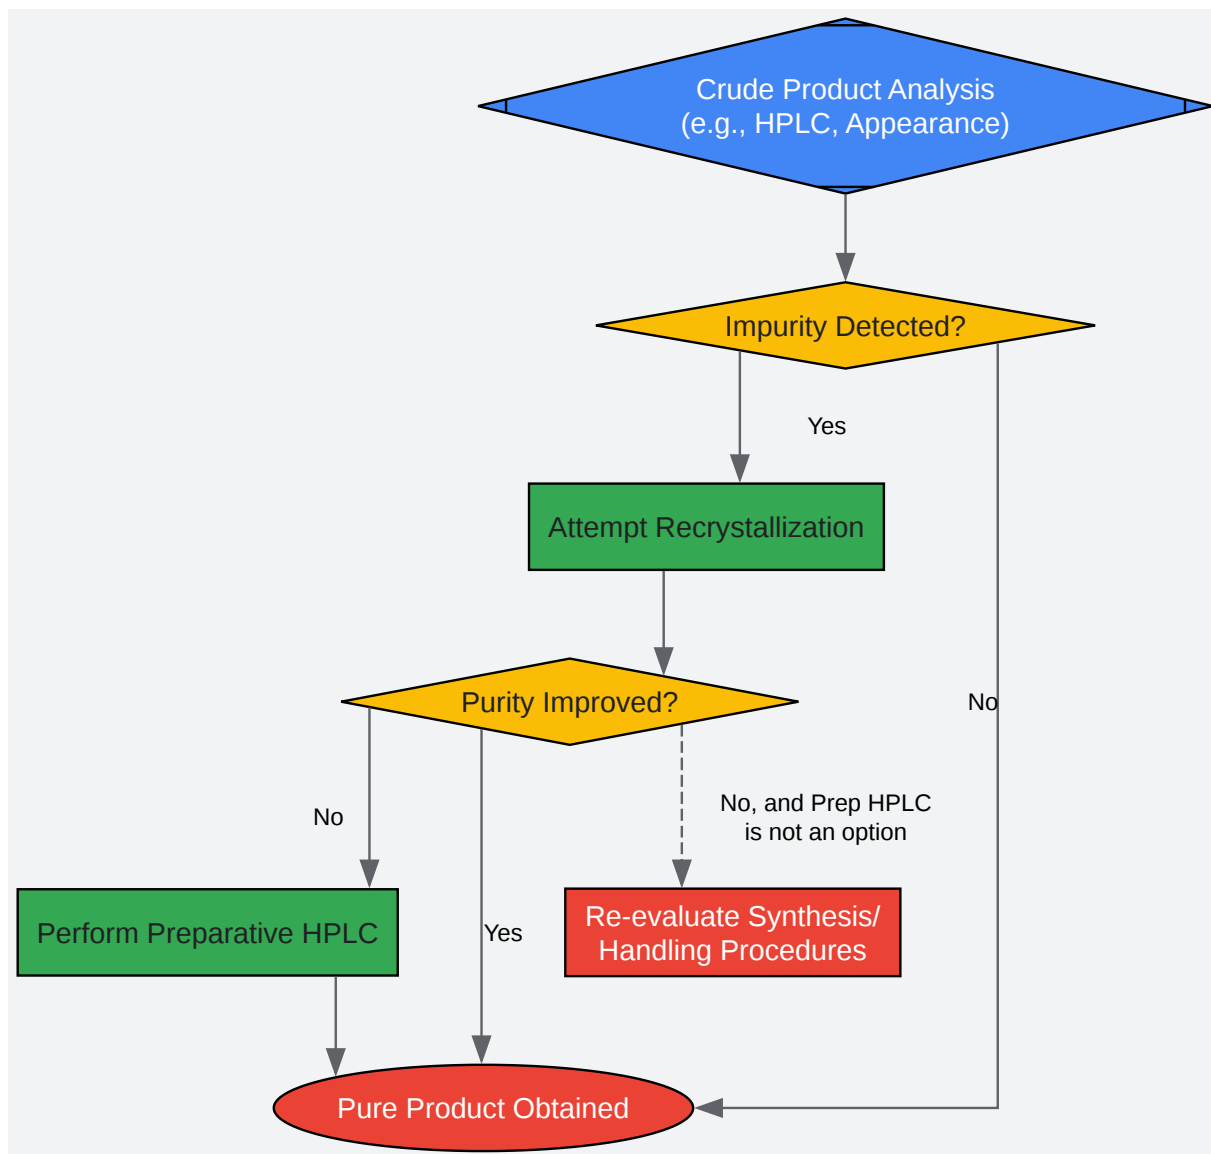 Crude Product Analysis
(e.g., HPLC, Appearance)
Impurity Detected?
Yes
Attempt Recrystallization
Purity Improved?
No
No, and Prep HPLC
is not an option
No
Re-evaluate Synthesis/
Handling Procedures
Perform Preparative HPLC
Yes
Pure Product Obtained